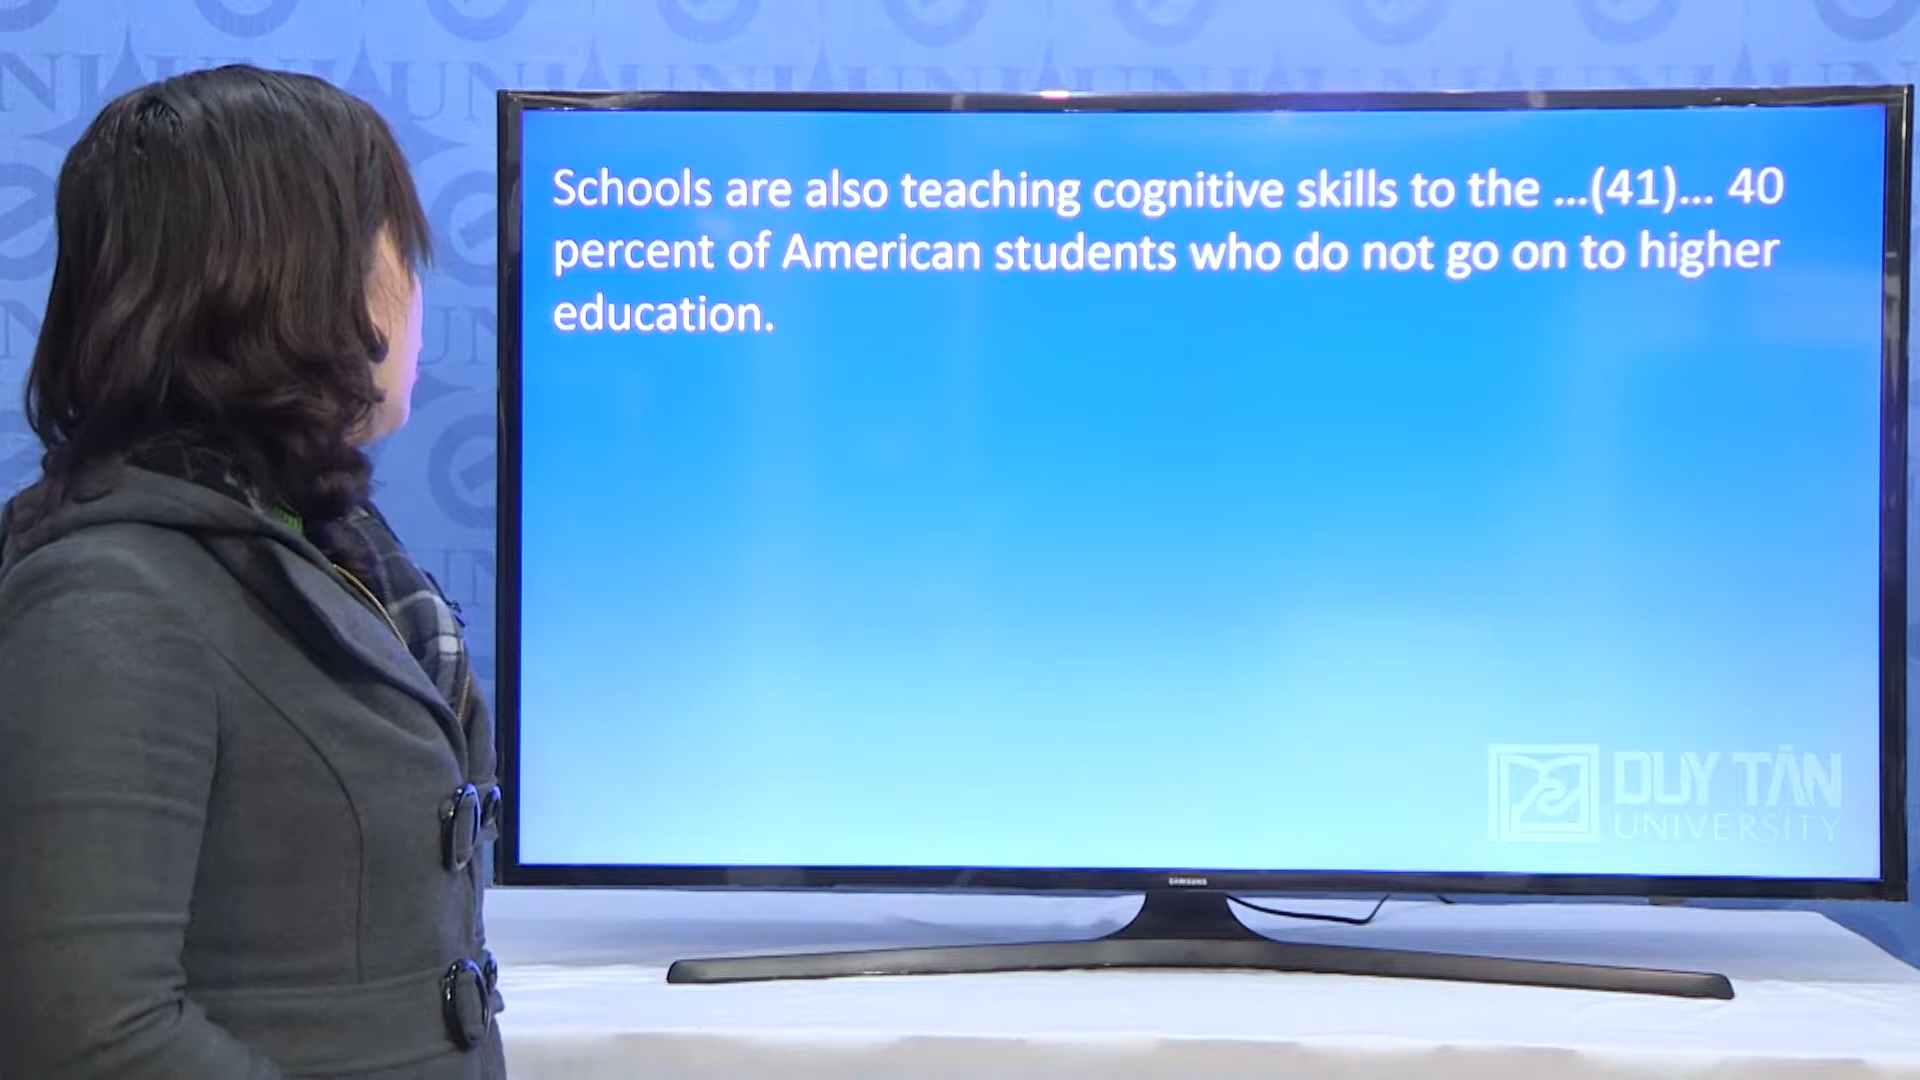 Schools are also teaching cognitive skills to the ...(41)... 40
percent of American students who do not go on to higher
education.
DUY TÂN
UNIVERSITY
SAMSUNG